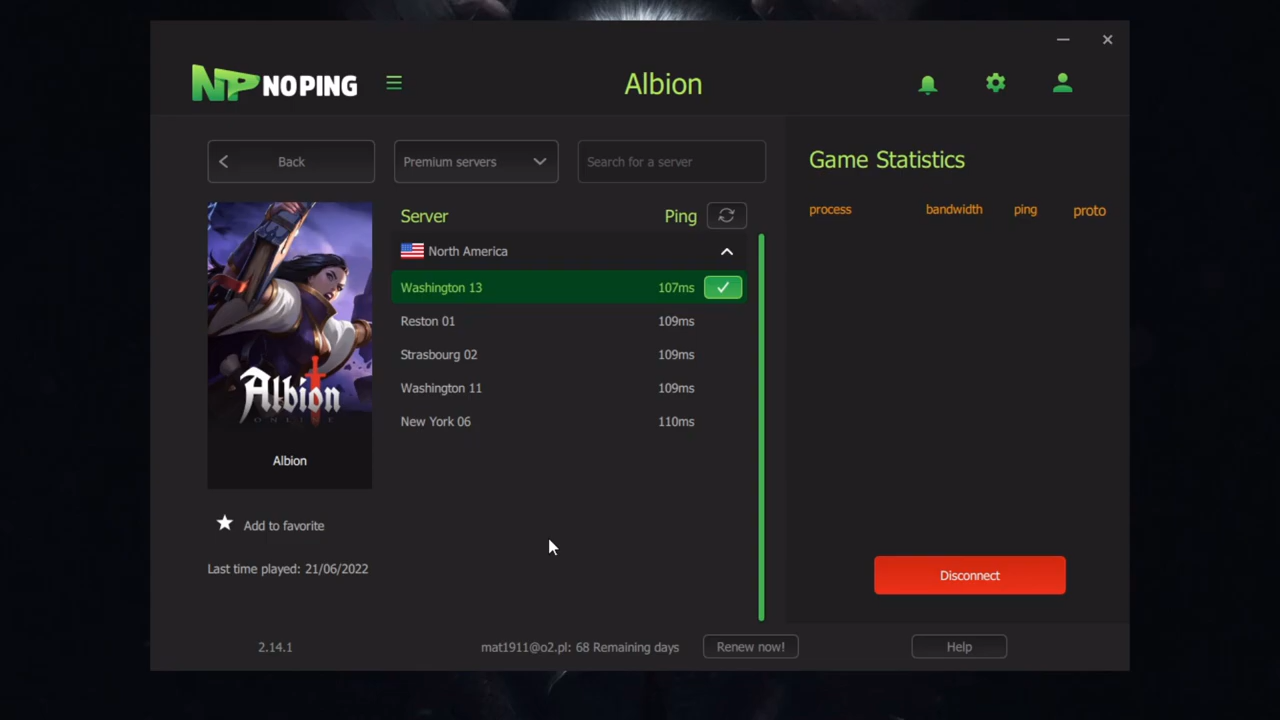 NP NOPING
Albion
Back
Premium servers
Search for a server
Game Statistics
Server Ping
process bandwidth ping proto
North America
Washington 13 107ms
Reston 01 109ms
Strasbourg 02 109ms
Washington 11 109ms
New York 06 110ms
Albion
ONLINE
Albion
Add to favorite
Last time played: 21/06/2022
Disconnect
2.14.1
mat1911@o2.pl: 68 Remaining days
Renew now!
Help